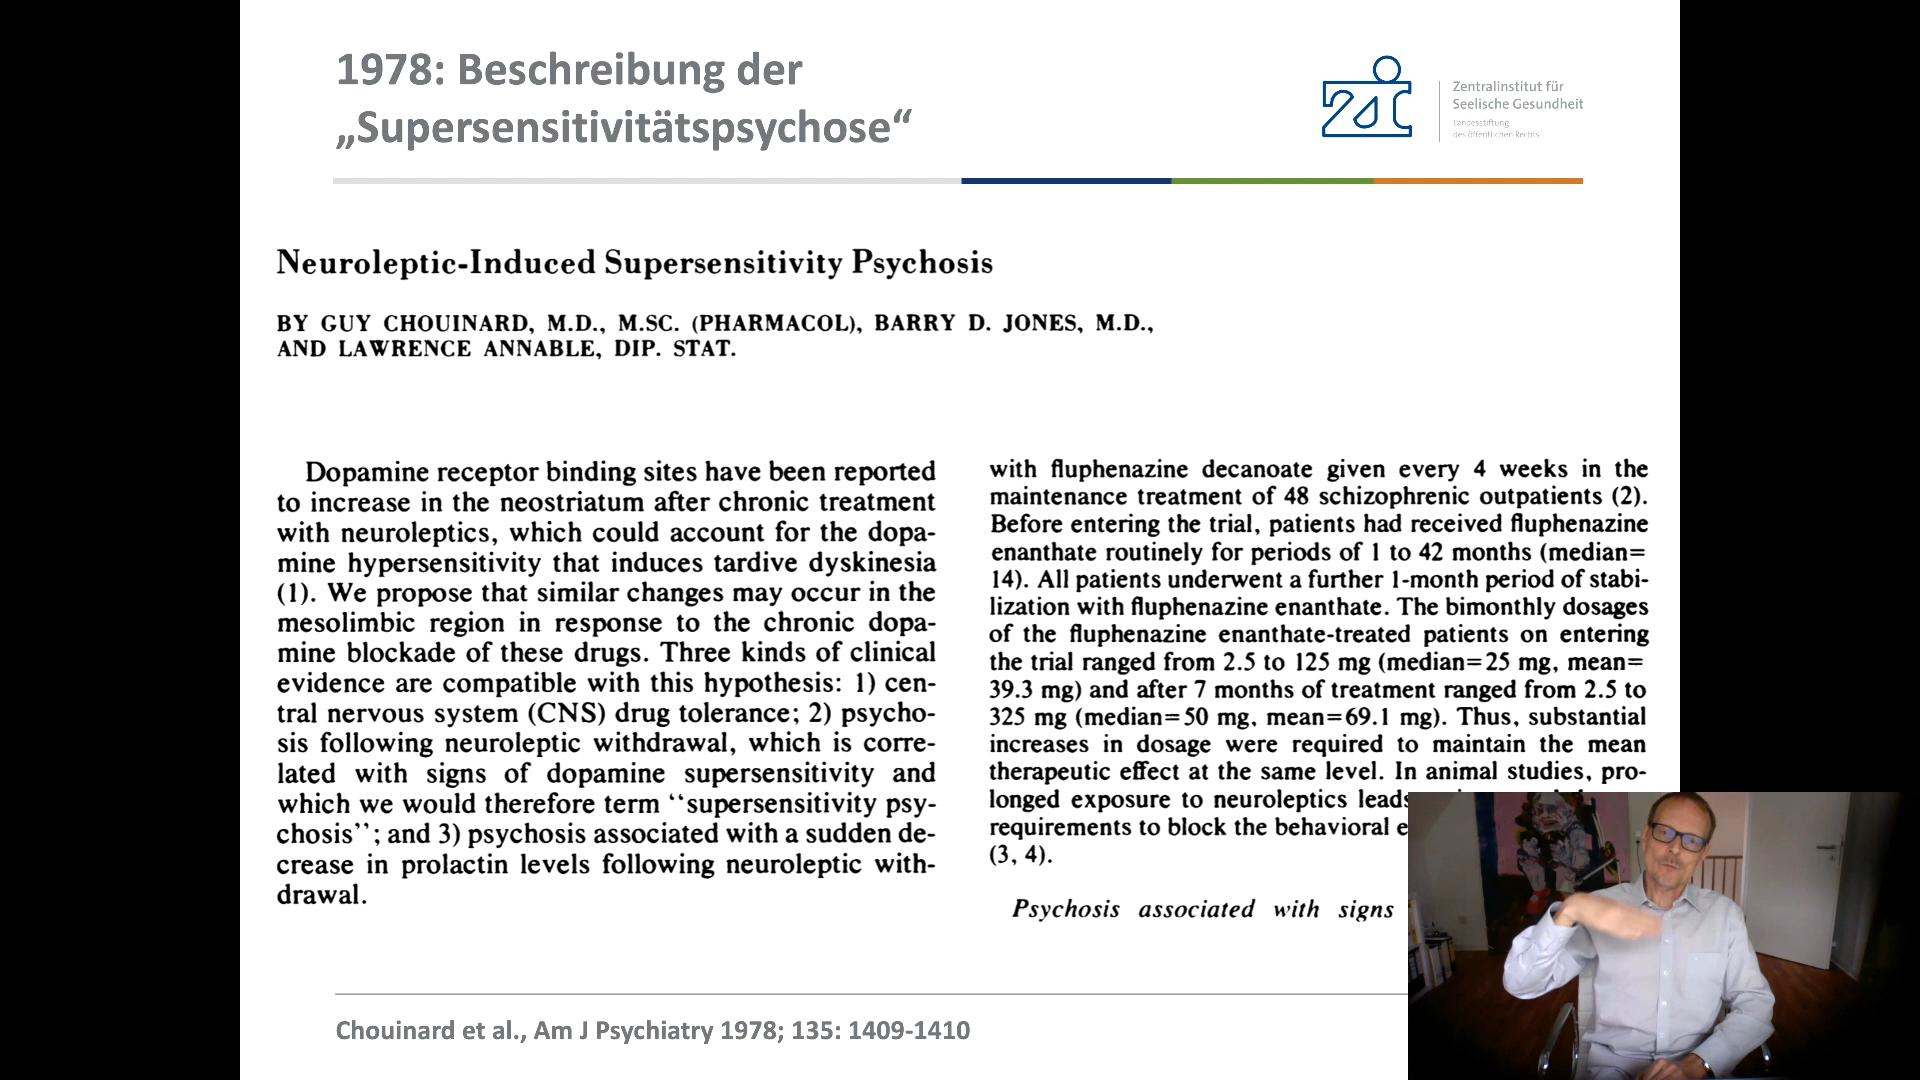 1978: Beschreibung der
„Supersensitivitätspsychose“
Zentralinstitut für
Seelische Gesundheit
Landesstiftung
des öffentlichen Rechts
Neuroleptic-Induced Supersensitivity Psychosis
BY GUY CHOUINARD, M.D., M.SC. (PHARMACOL), BARRY D. JONES, M.D.,
AND LAWRENCE ANNABLE, DIP. STAT.
Dopamine receptor binding sites have been reported
to increase in the neostriatum after chronic treatment
with neuroleptics, which could account for the dopa-
mine hypersensitivity that induces tardive dyskinesia
(1). We propose that similar changes may occur in the
mesolimbic region in response to the chronic dopa-
mine blockade of these drugs. Three kinds of clinical
evidence are compatible with this hypothesis: 1) cen-
tral nervous system (CNS) drug tolerance; 2) psycho-
sis following neuroleptic withdrawal, which is corre-
lated with signs of dopamine supersensitivity and
which we would therefore term ‘‘supersensitivity psy-
chosis’’; and 3) psychosis associated with a sudden de-
crease in prolactin levels following neuroleptic with-
drawal.
with fluphenazine decanoate given every 4 weeks in the
maintenance treatment of 48 schizophrenic outpatients (2).
Before entering the trial, patients had received fluphenazine
enanthate routinely for periods of 1 to 42 months (median=
14). All patients underwent a further 1-month period of stabi-
lization with fluphenazine enanthate. The bimonthly dosages
of the fluphenazine enanthate-treated patients on entering
the trial ranged from 2.5 to 125 mg (median=25 mg, mean=
39.3 mg) and after 7 months of treatment ranged from 2.5 to
325 mg (median=50 mg, mean=69.1 mg). Thus, substantial
increases in dosage were required to maintain the mean
therapeutic effect at the same level. In animal studies, pro-
longed exposure to neuroleptics leads
requirements to block the behavioral e
(3, 4).
Psychosis associated with signs
Chouinard et al., Am J Psychiatry 1978; 135: 1409-1410